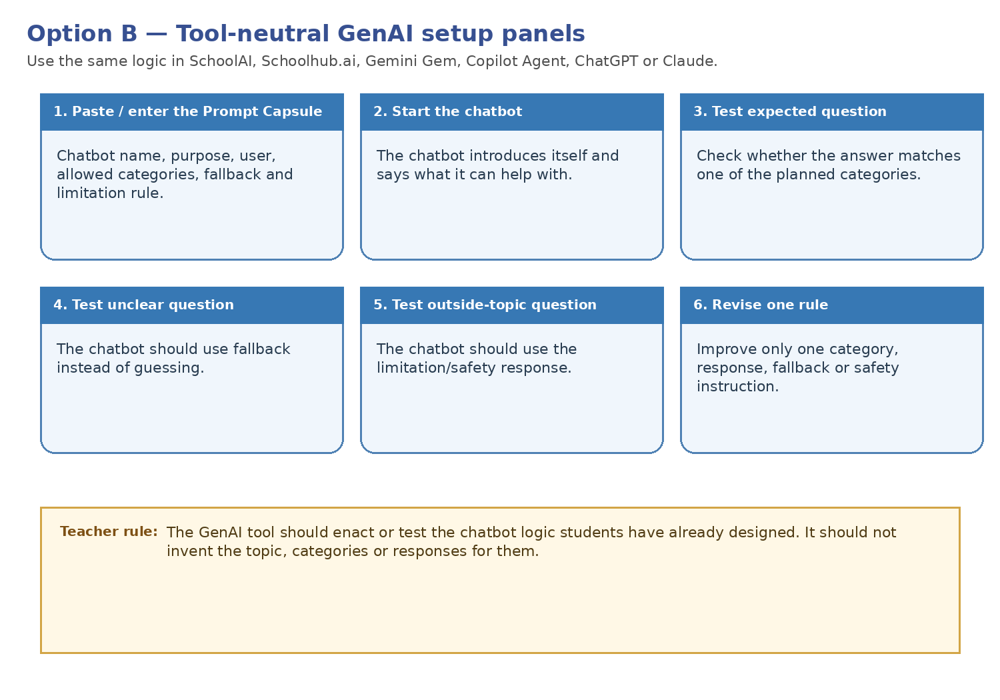 Option B — Tool-neutral GenAI setup panels
Use the same logic in SchoolAI, Schoolhub.ai, Gemini Gem, Copilot Agent, ChatGPT or Claude.
1. Paste / enter the Prompt Capsule
Chatbot name, purpose, user,
allowed categories, fallback and
limitation rule.
2. Start the chatbot
The chatbot introduces itself and
says what it can help with.
3. Test expected question
Check whether the answer matches
one of the planned categories.
4. Test unclear question
The chatbot should use fallback
instead of guessing.
5. Test outside-topic question
The chatbot should use the
limitation/safety response.
6. Revise one rule
Improve only one category,
response, fallback or safety
instruction.
Teacher rule: The GenAI tool should enact or test the chatbot logic students have already designed. It should not
invent the topic, categories or responses for them.